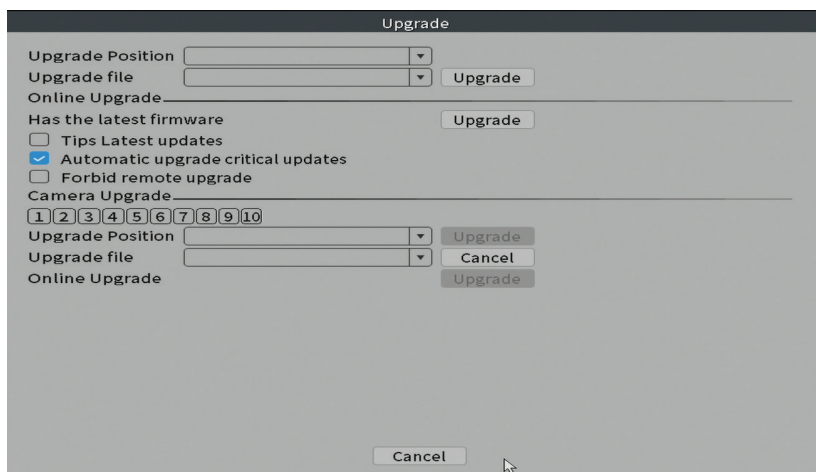 Upgrade
Upgrade Position
Upgrade file Upgrade
Online Upgrade
Has the latest firmware Upgrade
Tips Latest updates
Automatic upgrade critical updates
Forbid remote upgrade
Camera Upgrade
1 2 3 4 5 6 7 8 9 10
Upgrade Position Upgrade
Upgrade file Cancel
Online Upgrade Upgrade
Cancel